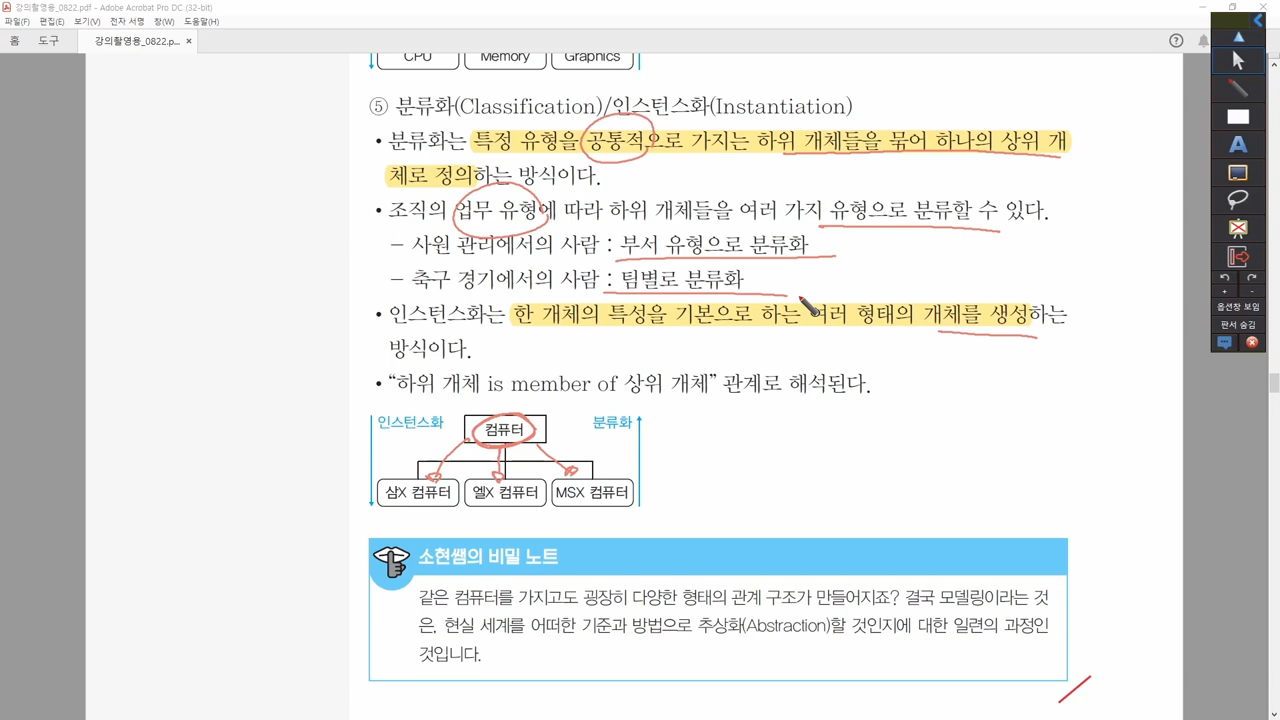 강의촬영용_0822.pdf - Adobe Acrobat Pro DC (32-bit)
파일(F) 편집(E) 보기(V) 전자 서명 창(W) 도움말(H)
홈 도구 강의촬영용_0822.p... ×
CPU Memory Graphics
⑤ 분류화(Classification)/인스턴스화(Instantiation)
• 분류화는 특정 유형을 공통적으로 가지는 하위 개체들을 묶어 하나의 상위 개
체로 정의하는 방식이다.
• 조직의 업무 유형에 따라 하위 개체들을 여러 가지 유형으로 분류할 수 있다.
– 사원 관리에서의 사람 : 부서 유형으로 분류화
– 축구 경기에서의 사람 : 팀별로 분류화
• 인스턴스화는 한 개체의 특성을 기본으로 하는 여러 형태의 개체를 생성하는
방식이다.
• “하위 개체 is member of 상위 개체” 관계로 해석된다.
인스턴스화 컴퓨터 분류화
삼X 컴퓨터 엘X 컴퓨터 MSX 컴퓨터
소현쌤의 비밀 노트
같은 컴퓨터를 가지고도 굉장히 다양한 형태의 관계 구조가 만들어지죠? 결국 모델링이라는 것
은, 현실 세계를 어떠한 기준과 방법으로 추상화(Abstraction)할 것인지에 대한 일련의 과정인
것입니다.
A
옵션창 보임
판서 숨김